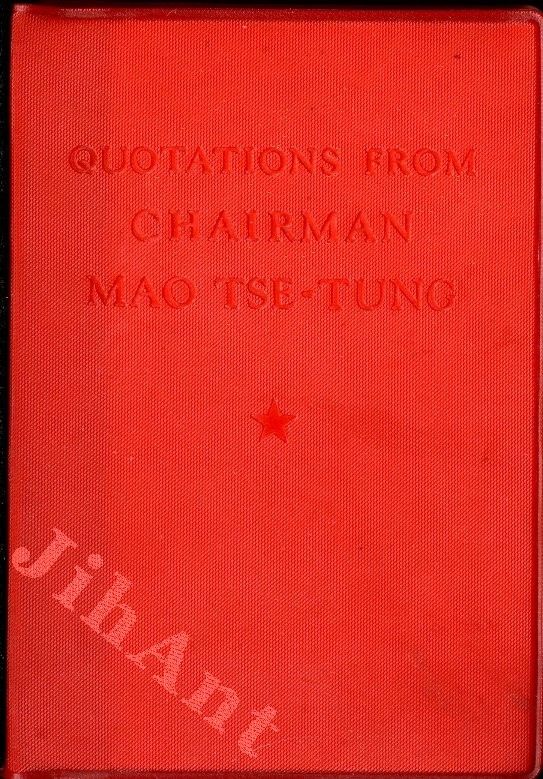 QUOTATIONS FROM
CHAIRMAN
MAO TSE-TUNG
JihAnt